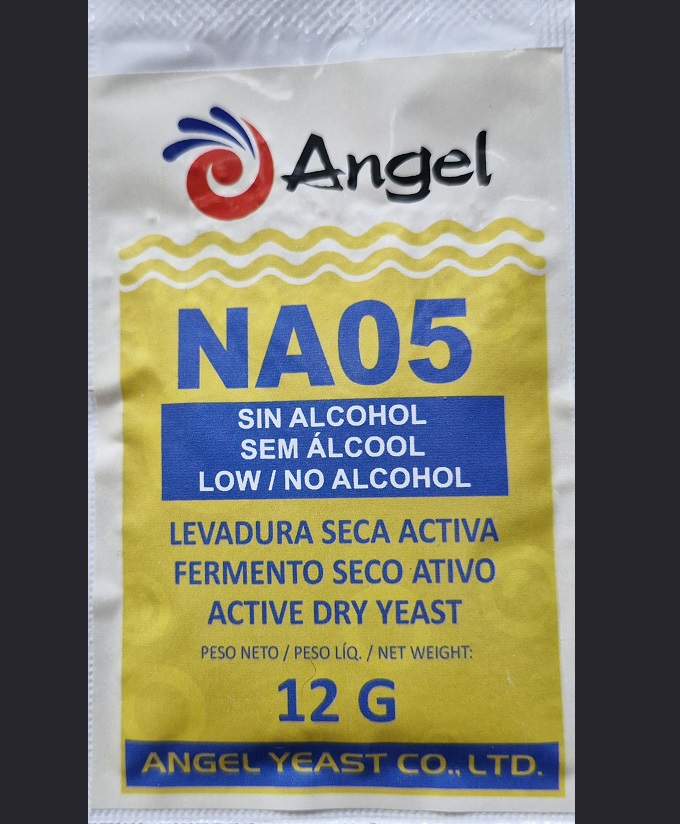 Angel
NA05
SIN ALCOHOL
SEM ÁLCOOL
LOW / NO ALCOHOL
LEVADURA SECA ACTIVA
FERMENTO SECO ATIVO
ACTIVE DRY YEAST
PESO NETO / PESO LÍQ. / NET WEIGHT:
12 G
ANGEL YEAST CO., LTD.